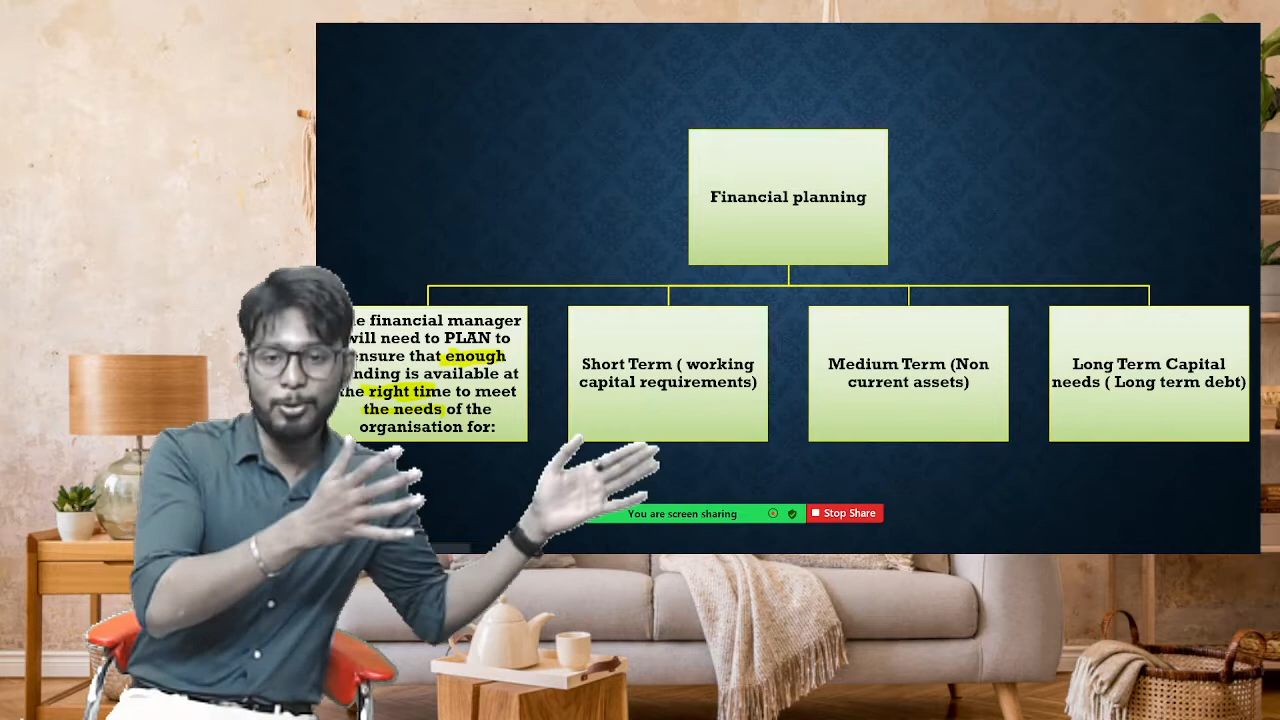 Financial planning
financial manager
will need to PLAN to
ensure that enough
is available at
the right time to meet
the needs of the
organisation for:
Short Term ( working
capital requirements)
Medium Term (Non
current assets)
Long Term Capital
needs ( Long term debt)
You are screen sharing
Stop Share